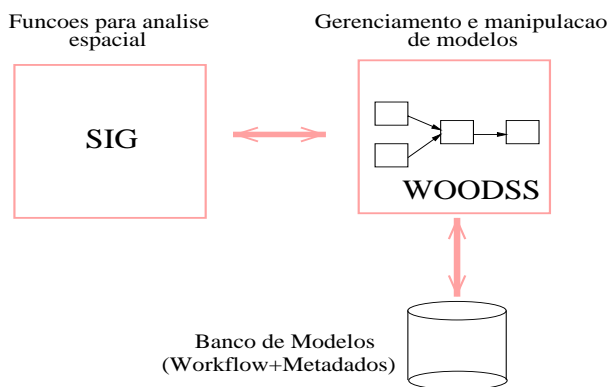 Funcoes para analise
espacial
Gerenciamento e manipulacao
de modelos
SIG
WOODSS
Banco de Modelos
(Workflow+Metadados)